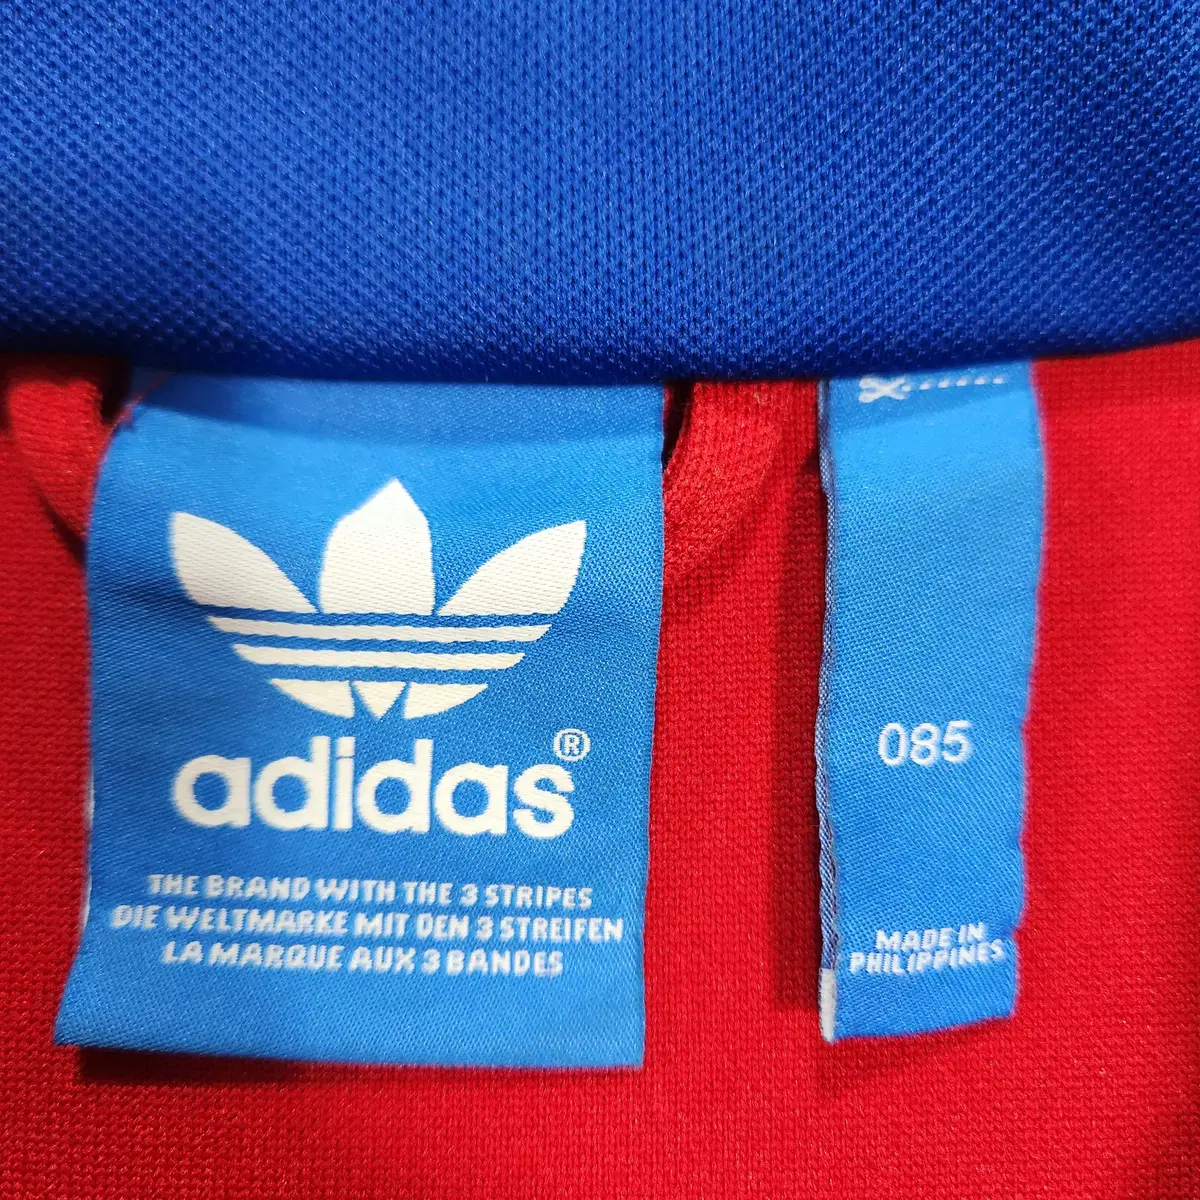 adidas®
THE BRAND WITH THE 3 STRIPES
DIE WELTMARKE MIT DEN 3 STREIFEN
LA MARQUE AUX 3 BANDES
085
MADE IN
PHILIPPINES